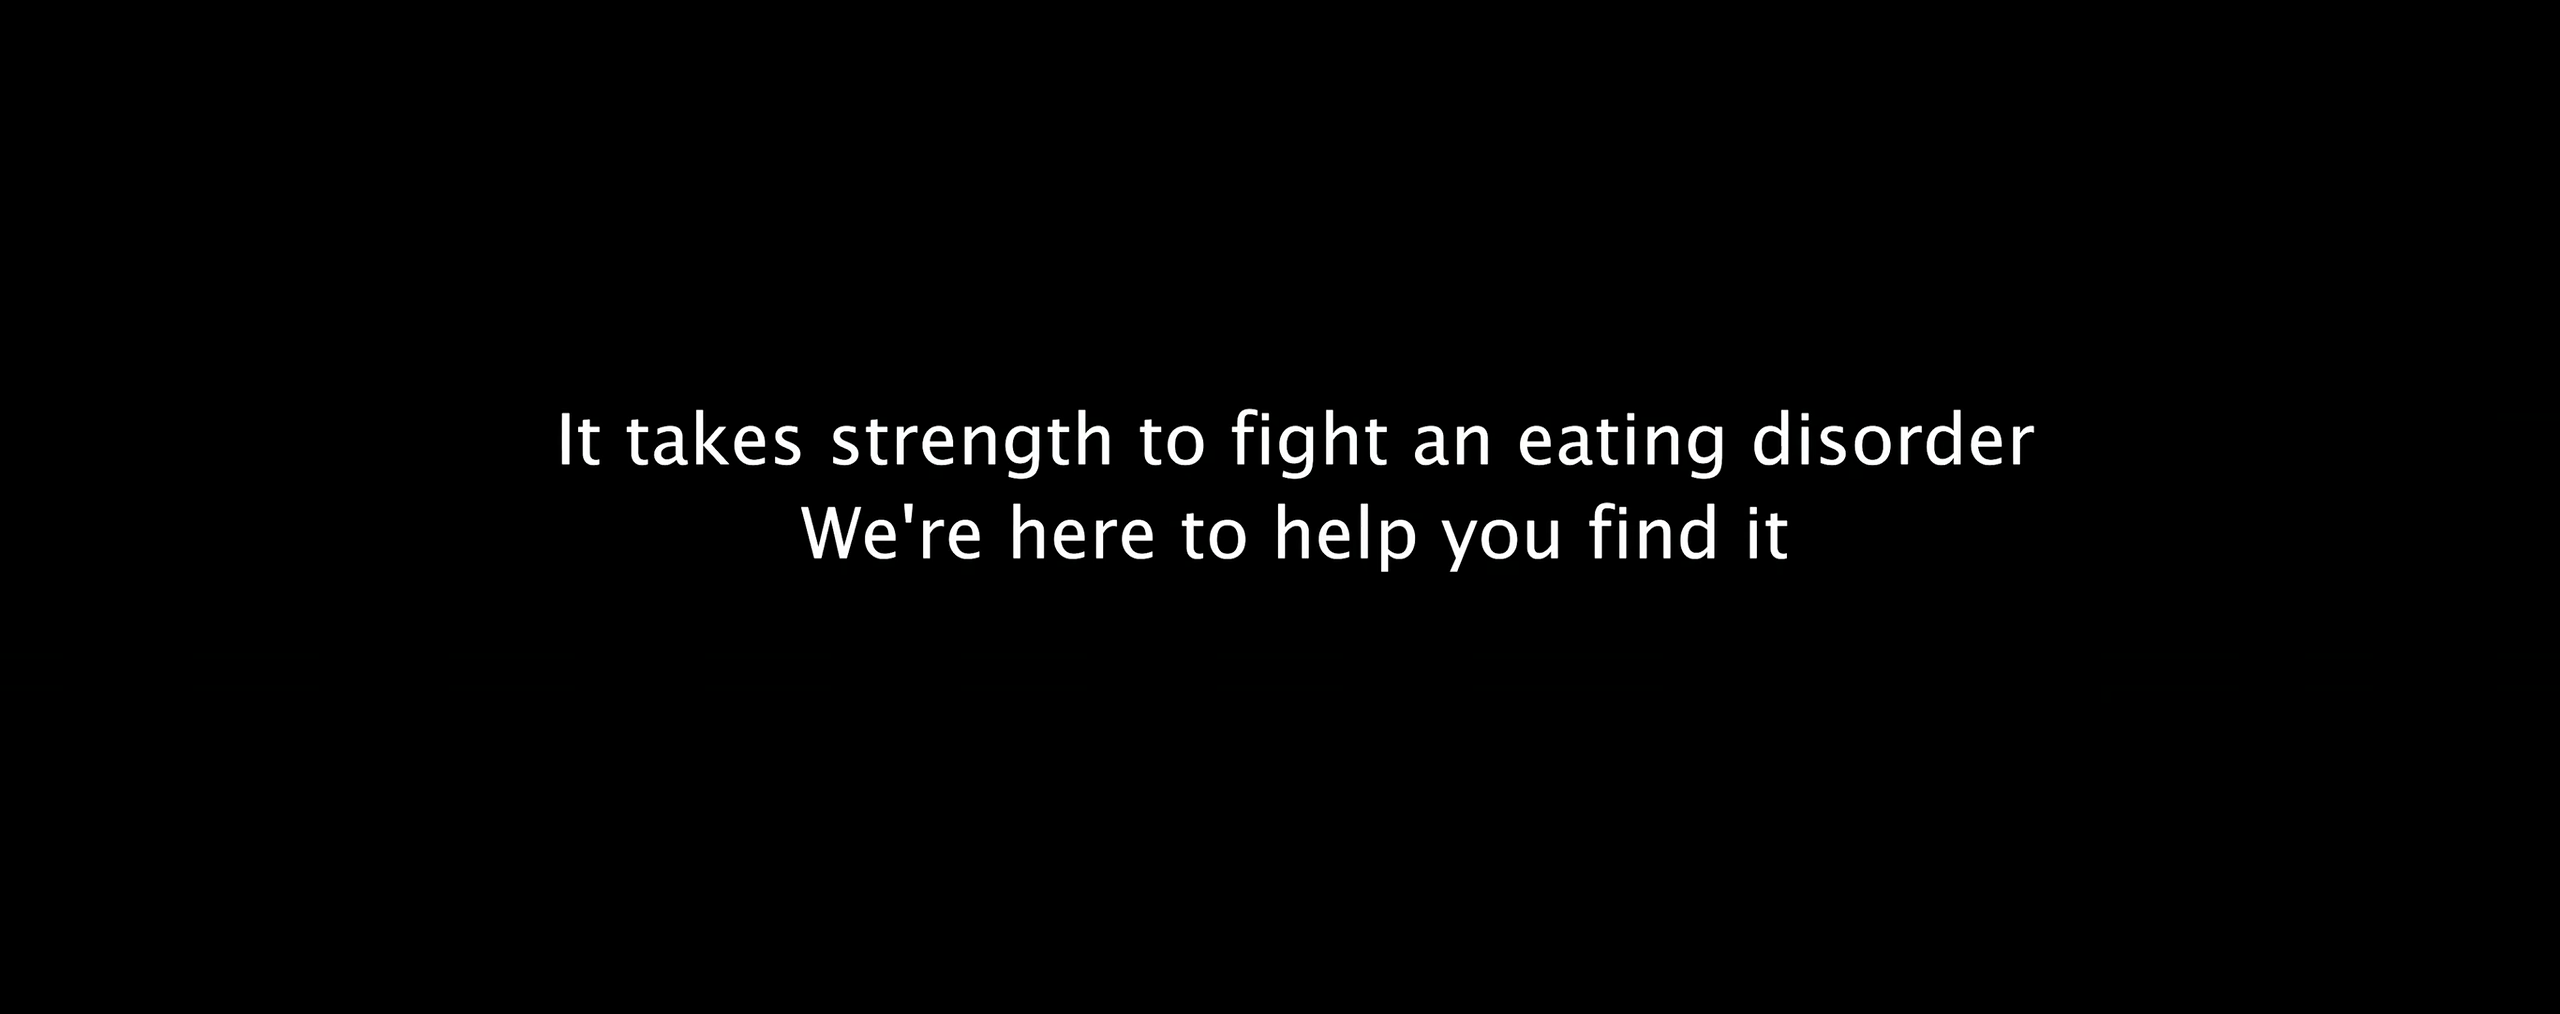 It takes strength to fight an eating disorder
We're here to help you find it